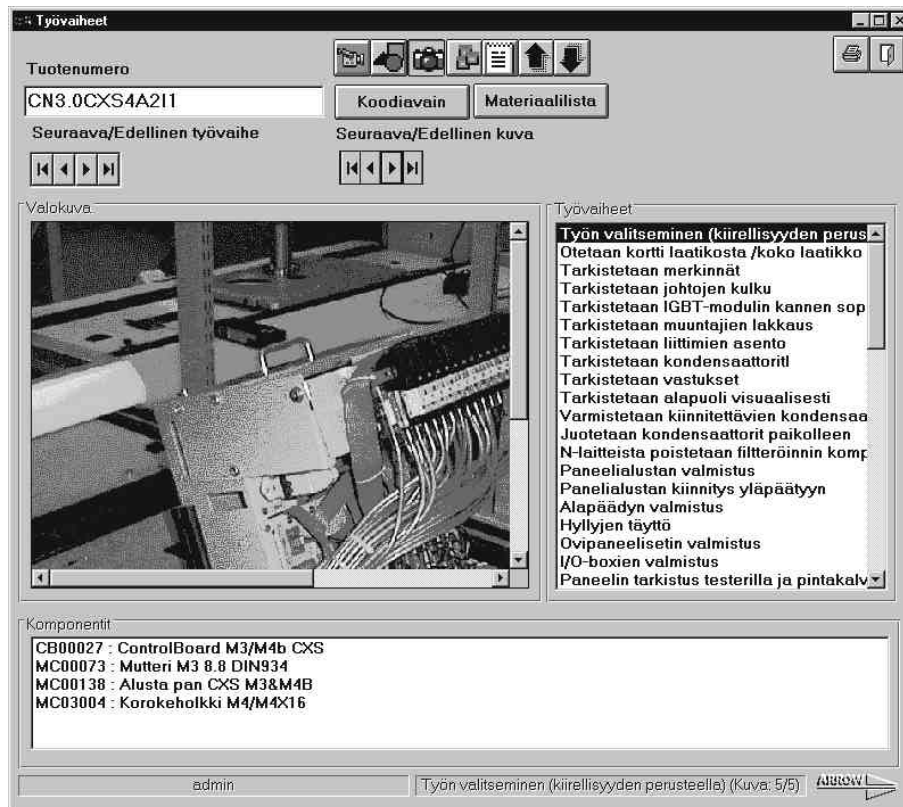 Työvaiheet
Tuotenumero
CN3.0CXS4A2I1
Koodiavain
Materiaalilista
Seuraava/Edellinen työvaihe
Seuraava/Edellinen kuva
Valokuva
Työvaiheet
Työn valitseminen (kiirellisyyden perus
Otetaan kortti laatikosta /koko laatikko
Tarkistetaan merkinnät
Tarkistetaan johtojen kulku
Tarkistetaan IGBT-modulin kannen sop
Tarkistetaan muuntajien lakkaus
Tarkistetaan liittimien asento
Tarkistetaan kondensaattoritl
Tarkistetaan vastukset
Tarkistetaan alapuoli visuaalisesti
Varmistetaan kiinnitettävien kondensaa
Juotetaan kondensaattorit paikolleen
N-laitteista poistetaan filtteröinnin komp
Paneelialustan valmistus
Panelialustan kiinnitys yläpäätyyn
Alapäädyn valmistus
Hyllyjen täyttö
Ovipaneelisetin valmistus
I/O-boxien valmistus
Paneelin tarkistus testerilla ja pintakalv
Komponentit
CB00027 : ControlBoard M3/M4b CXS
MC00073 : Mutteri M3 8.8 DIN934
MC00138 : Alusta pan CXS M3&M4B
MC03004 : Korokeholkki M4/M4X16
admin
Työn valitseminen (kiirellisyyden perusteella) (Kuva: 5/5)
ARROW